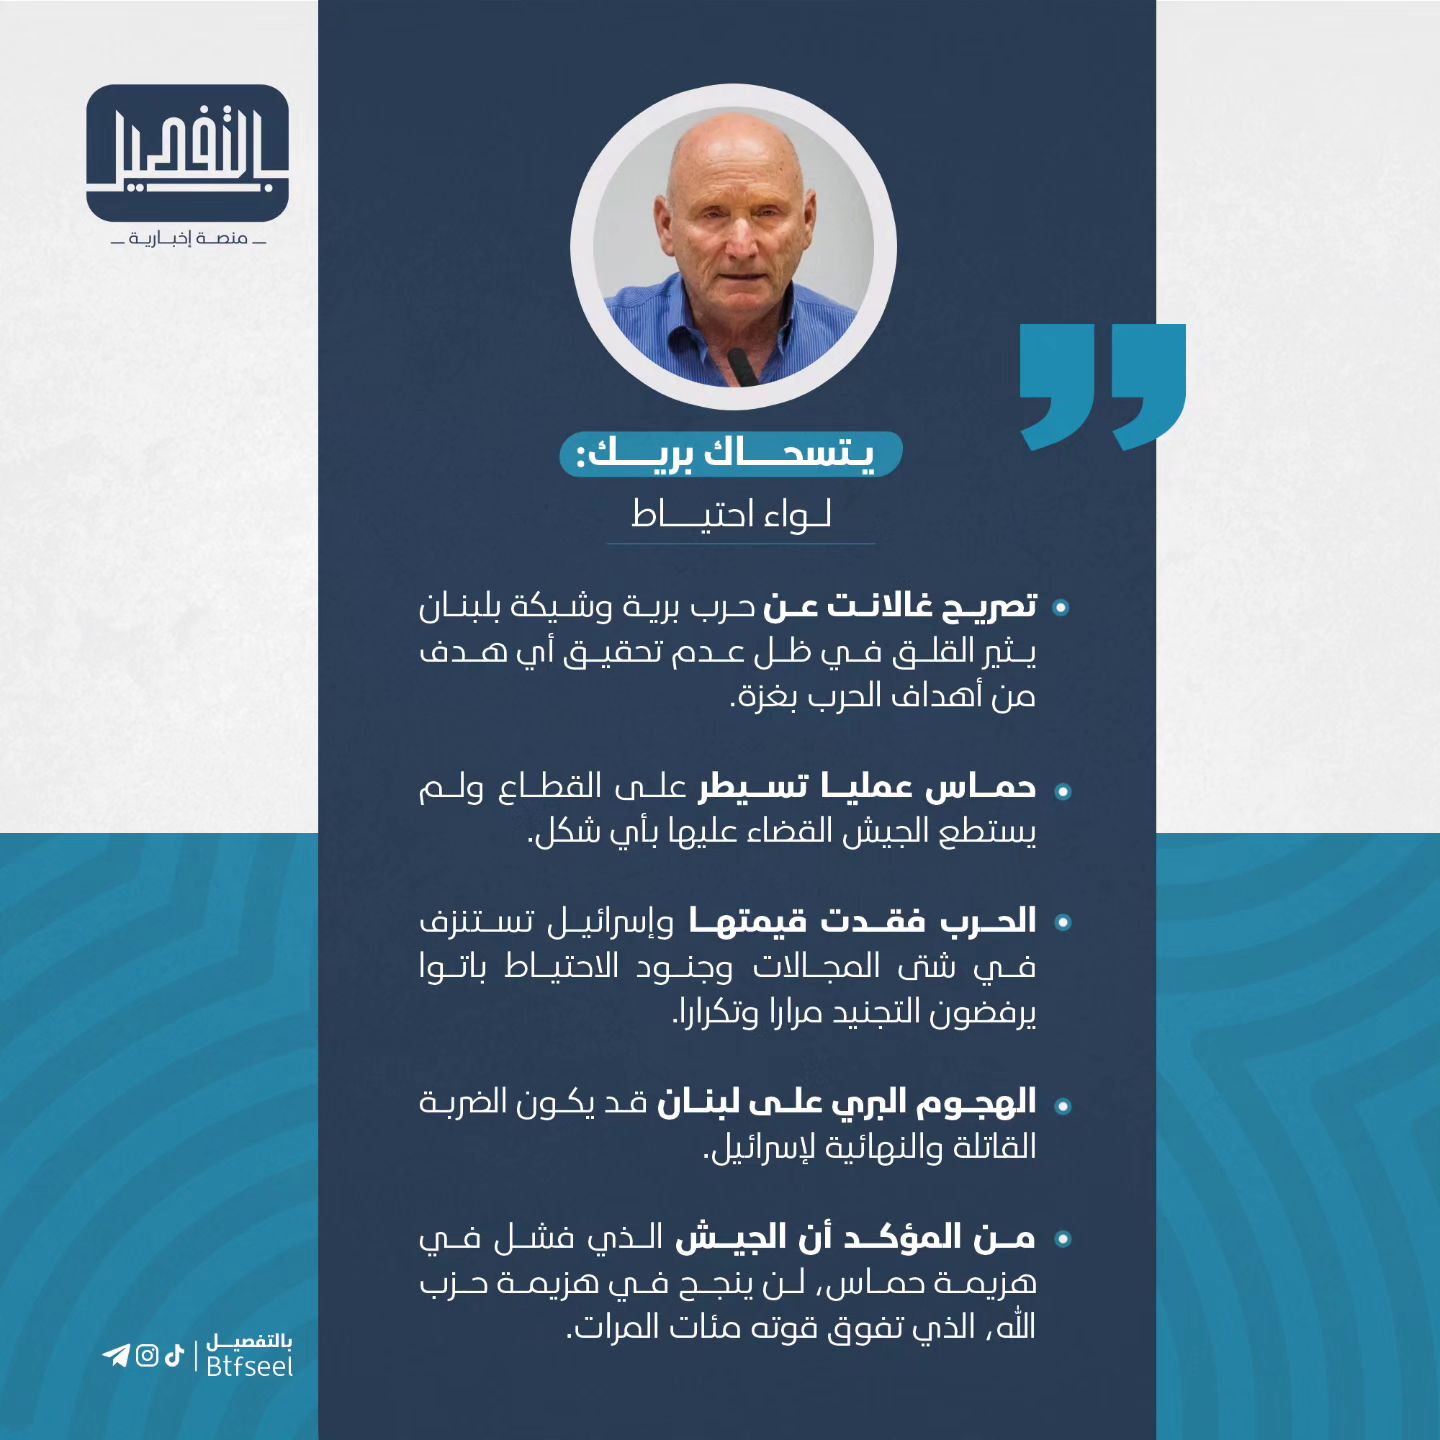 بالتفصيل
منصة إخبارية
يتسحاك بريك:
لواء احتياط
تصريح غالانت عن حرب برية وشيكة بلبنان
يثير القلق في ظل عدم تحقيق أي هدف
من أهداف الحرب بغزة.
حماس عمليا تسيطر على القطاع ولم
يستطع الجيش القضاء عليها بأي شكل.
الحرب فقدت قيمتها وإسرائيل تستنزف
في شتى المجالات وجنود الاحتياط باتوا
يرفضون التجنيد مرارا وتكرارا.
الهجوم البري على لبنان قد يكون الضربة
القاتلة والنهائية لإسرائيل.
من المؤكد أن الجيش الذي فشل في
هزيمة حماس، لن ينجح في هزيمة حزب
الله، الذي تفوق قوته مئات المرات.
بالتفصيل
Btfseel